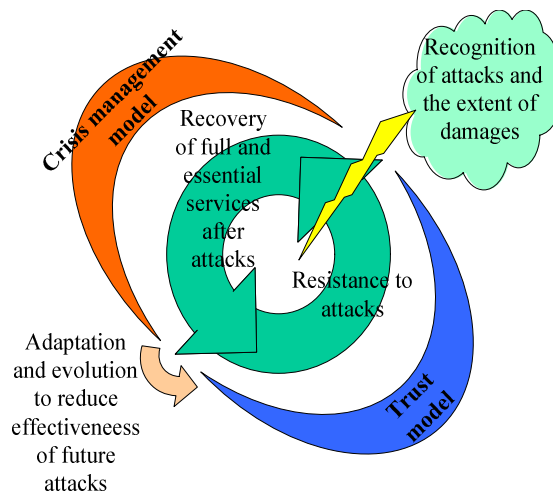 Crisis management
model
Recognition
of attacks and
the extent of
damages
Recovery
of full and
essential
services
after
attacks
Resistance to
attacks
Adaptation
and evolution
to reduce
effectiveness
of future
attacks
Trust
model